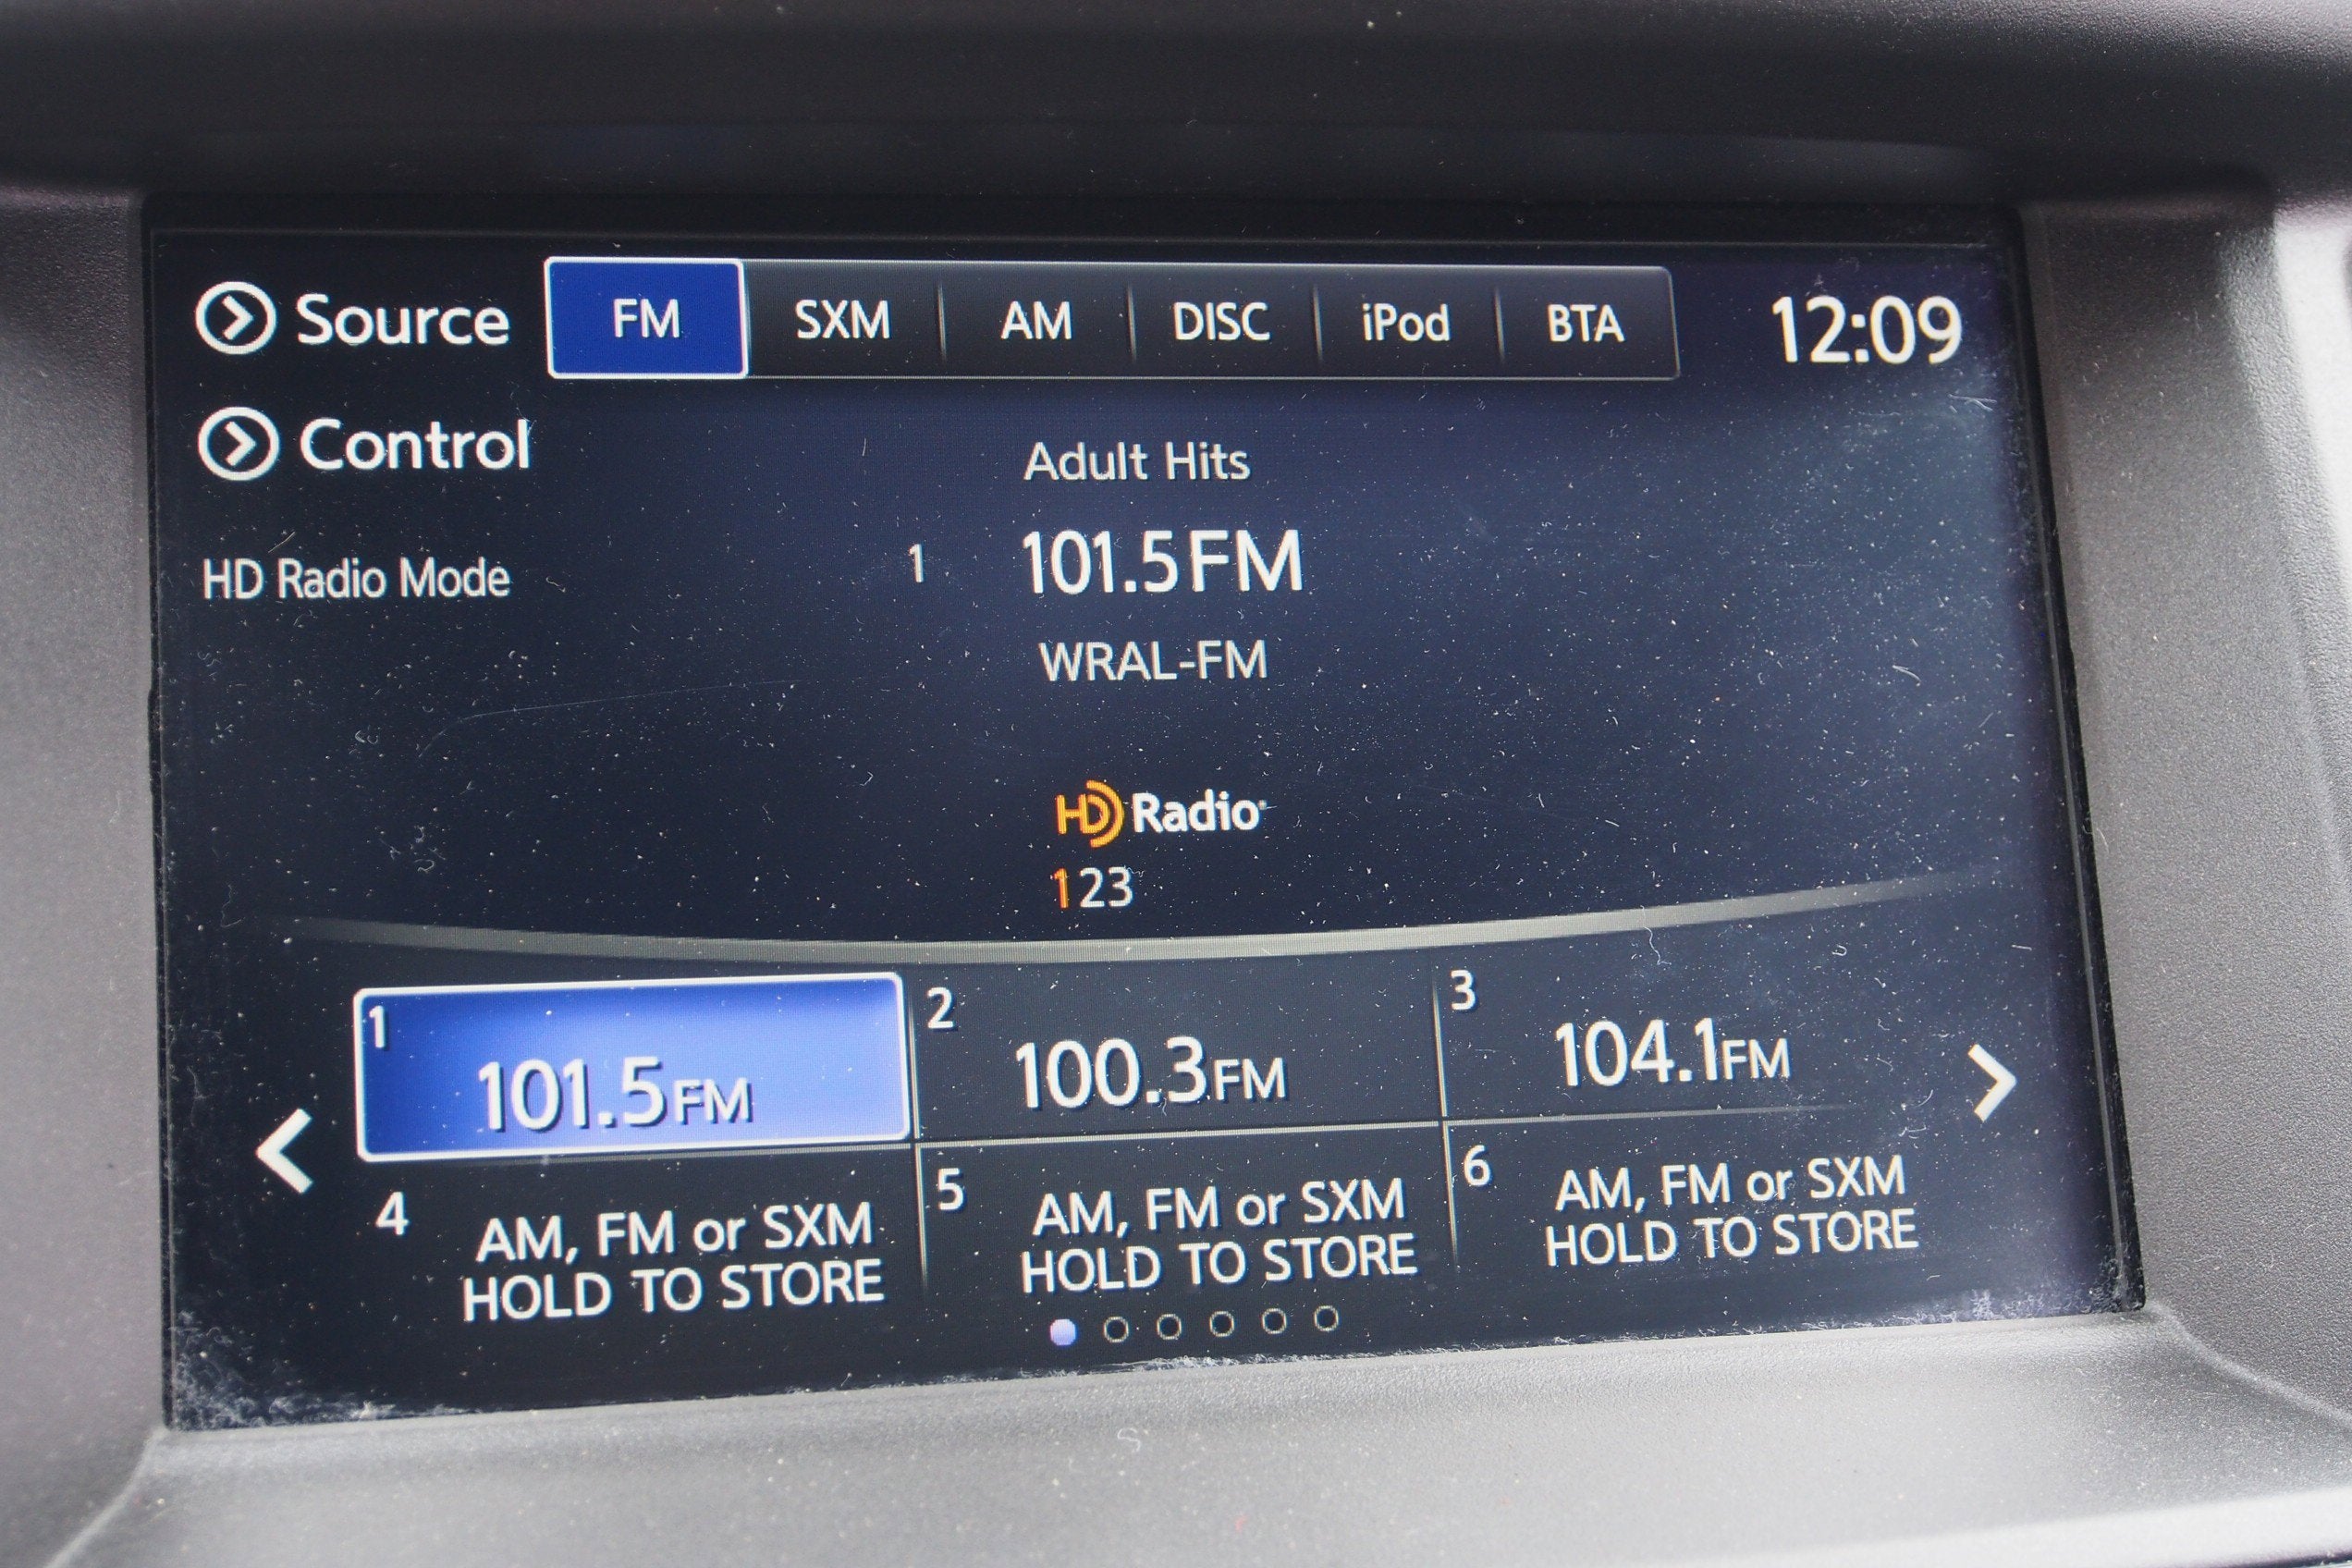 Source FM SXM AM DISC iPod BTA 12:09
Control
Adult Hits
HD Radio Mode
1 101.5FM
WRAL-FM
HD Radio
123
1 101.5FM
2 100.3FM
3 104.1FM
4 AM, FM or SXM
HOLD TO STORE
5 AM, FM or SXM
HOLD TO STORE
6 AM, FM or SXM
HOLD TO STORE